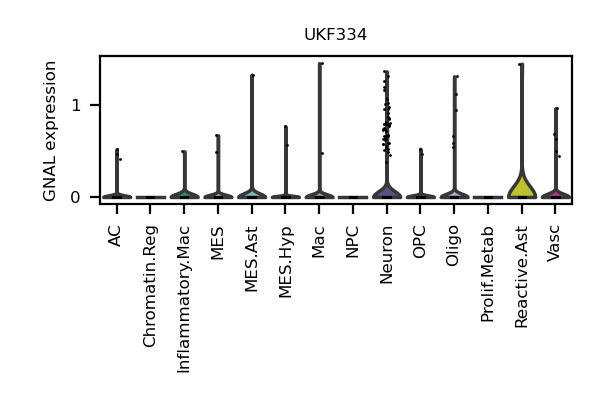 UKF334
GNAL expression
1
0
AC
Chromatin.Reg
Inflammatory.Mac
MES
MES.Ast
MES.Hyp
Mac
NPC
Neuron
OPC
Oligo
Prolif.Metab
Reactive.Ast
Vasc